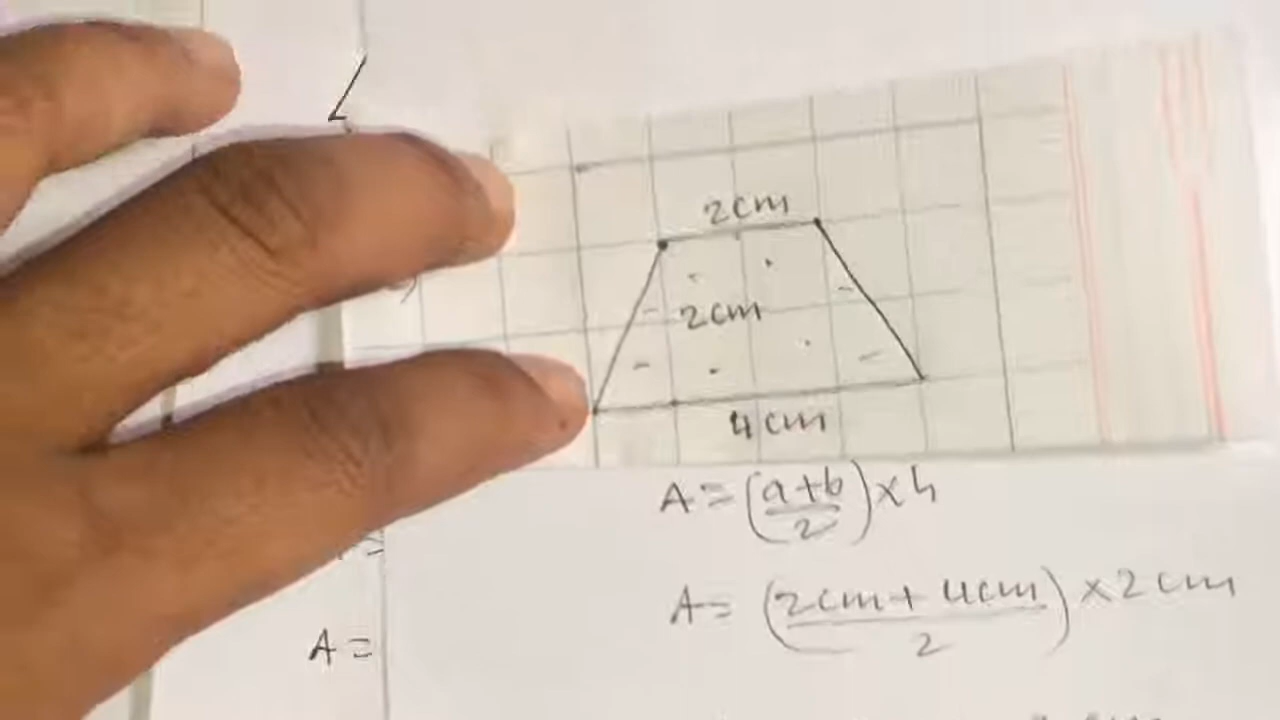 2cm
2cm
4cm
A = (a+b/2) × h
A = (2cm + 4cm/2) × 2cm
A =